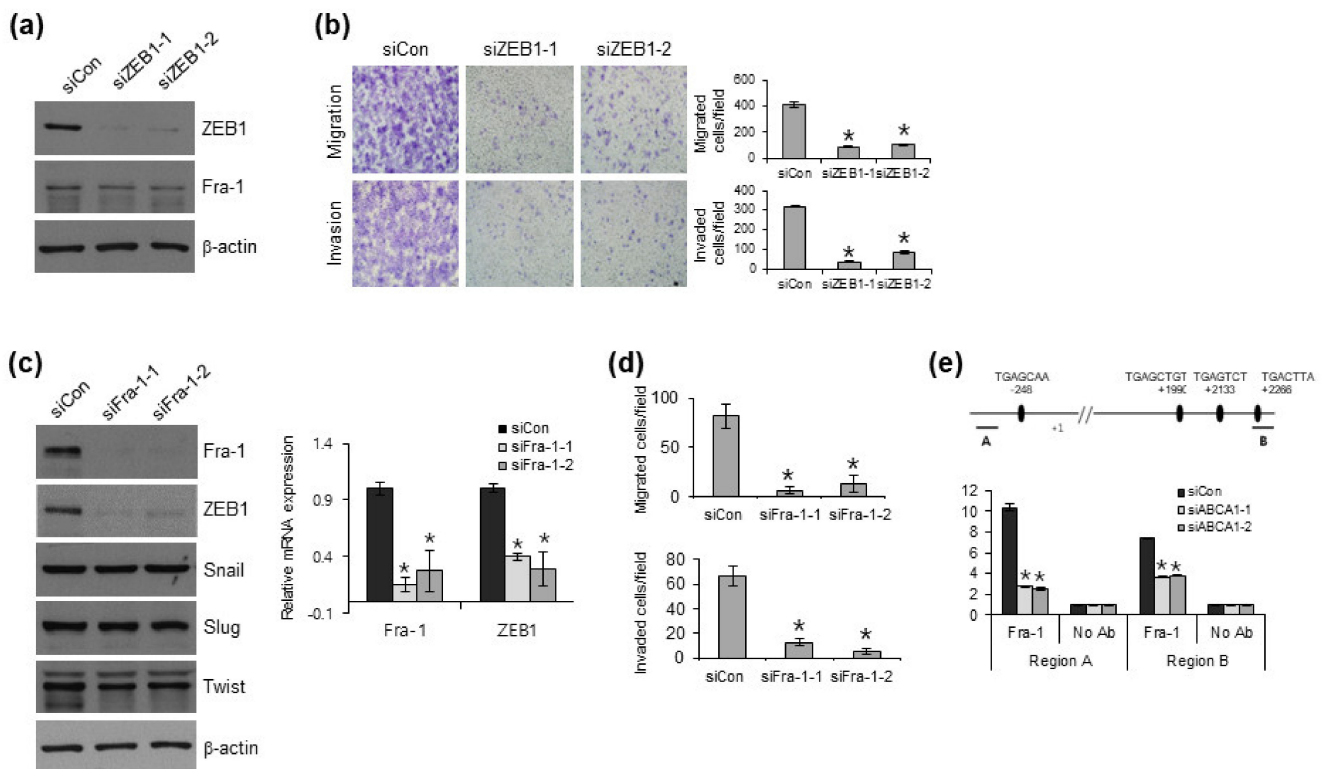 (a)
siCon
siZEB1-1
siZEB1-2
ZEB1
Fra-1
β-actin
(b)
siCon siZEB1-1 siZEB1-2
Migration
Invasion
Migrated
cells/field
600
400
200
0
siCon siZEB1-1 siZEB1-2
* *
Invaded
cells/field
400
300
200
100
0
* *
siCon siZEB1-1 siZEB1-2
(c)
siCon
siFra-1-1
siFra-1-2
Fra-1
ZEB1
Snail
Slug
Twist
β-actin
Relative mRNA expression
1.4
0.9
0.4
-0.1
siCon
siFra-1-1
siFra-1-2
* * * *
Fra-1 ZEB1
(d)
Migrated cells/field
100
50
0
* *
siCon siFra-1-1 siFra-1-2
Invaded cells/field
80
60
40
20
0
* *
siCon siFra-1-1 siFra-1-2
(e)
TGAGCAA TGAGCTGT TGAGTCT TGACTTA
-248 +1990 +2133 +2266
+1
A B
12
10
8
6
4
2
0
siCon
siABCA1-1
siABCA1-2
** **
Fra-1 No Ab Fra-1 No Ab
Region A Region B